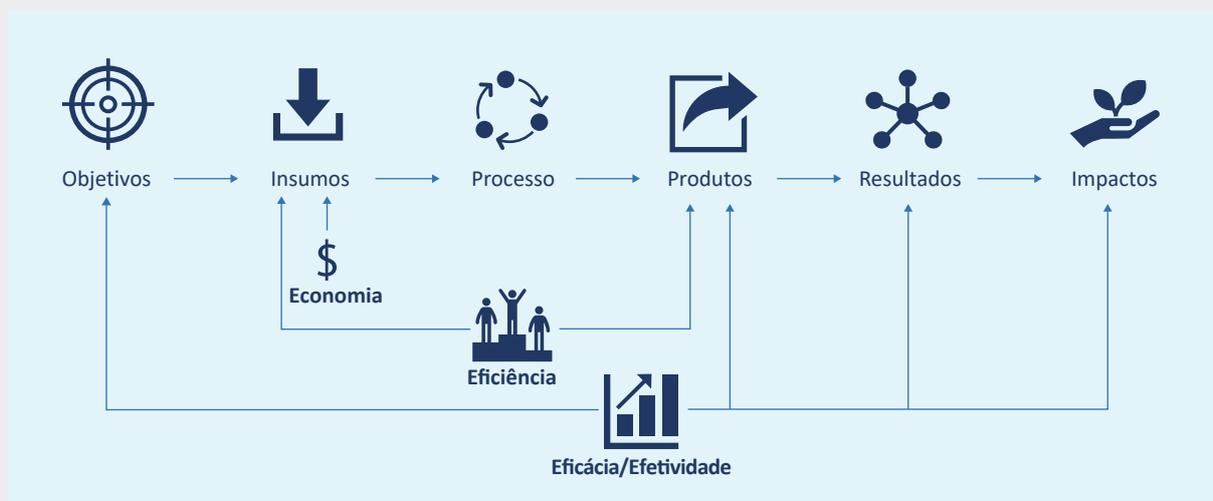 Objetivos
Insumos
Processo
Produtos
Resultados
Impactos
$
Economia
Eficiência
Eficácia/Efetividade